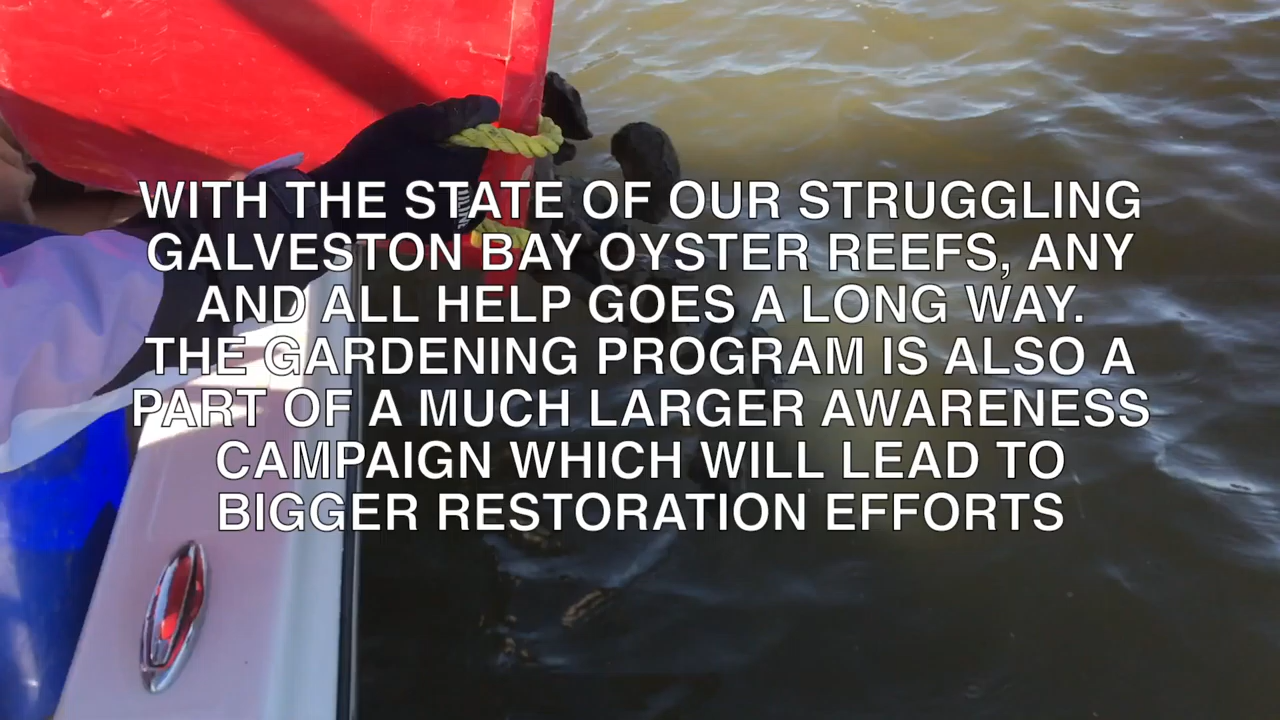 WITH THE STATE OF OUR STRUGGLING
GALVESTON BAY OYSTER REEFS, ANY
AND ALL HELP GOES A LONG WAY.
THE GARDENING PROGRAM IS ALSO A
PART OF A MUCH LARGER AWARENESS
CAMPAIGN WHICH WILL LEAD TO
BIGGER RESTORATION EFFORTS